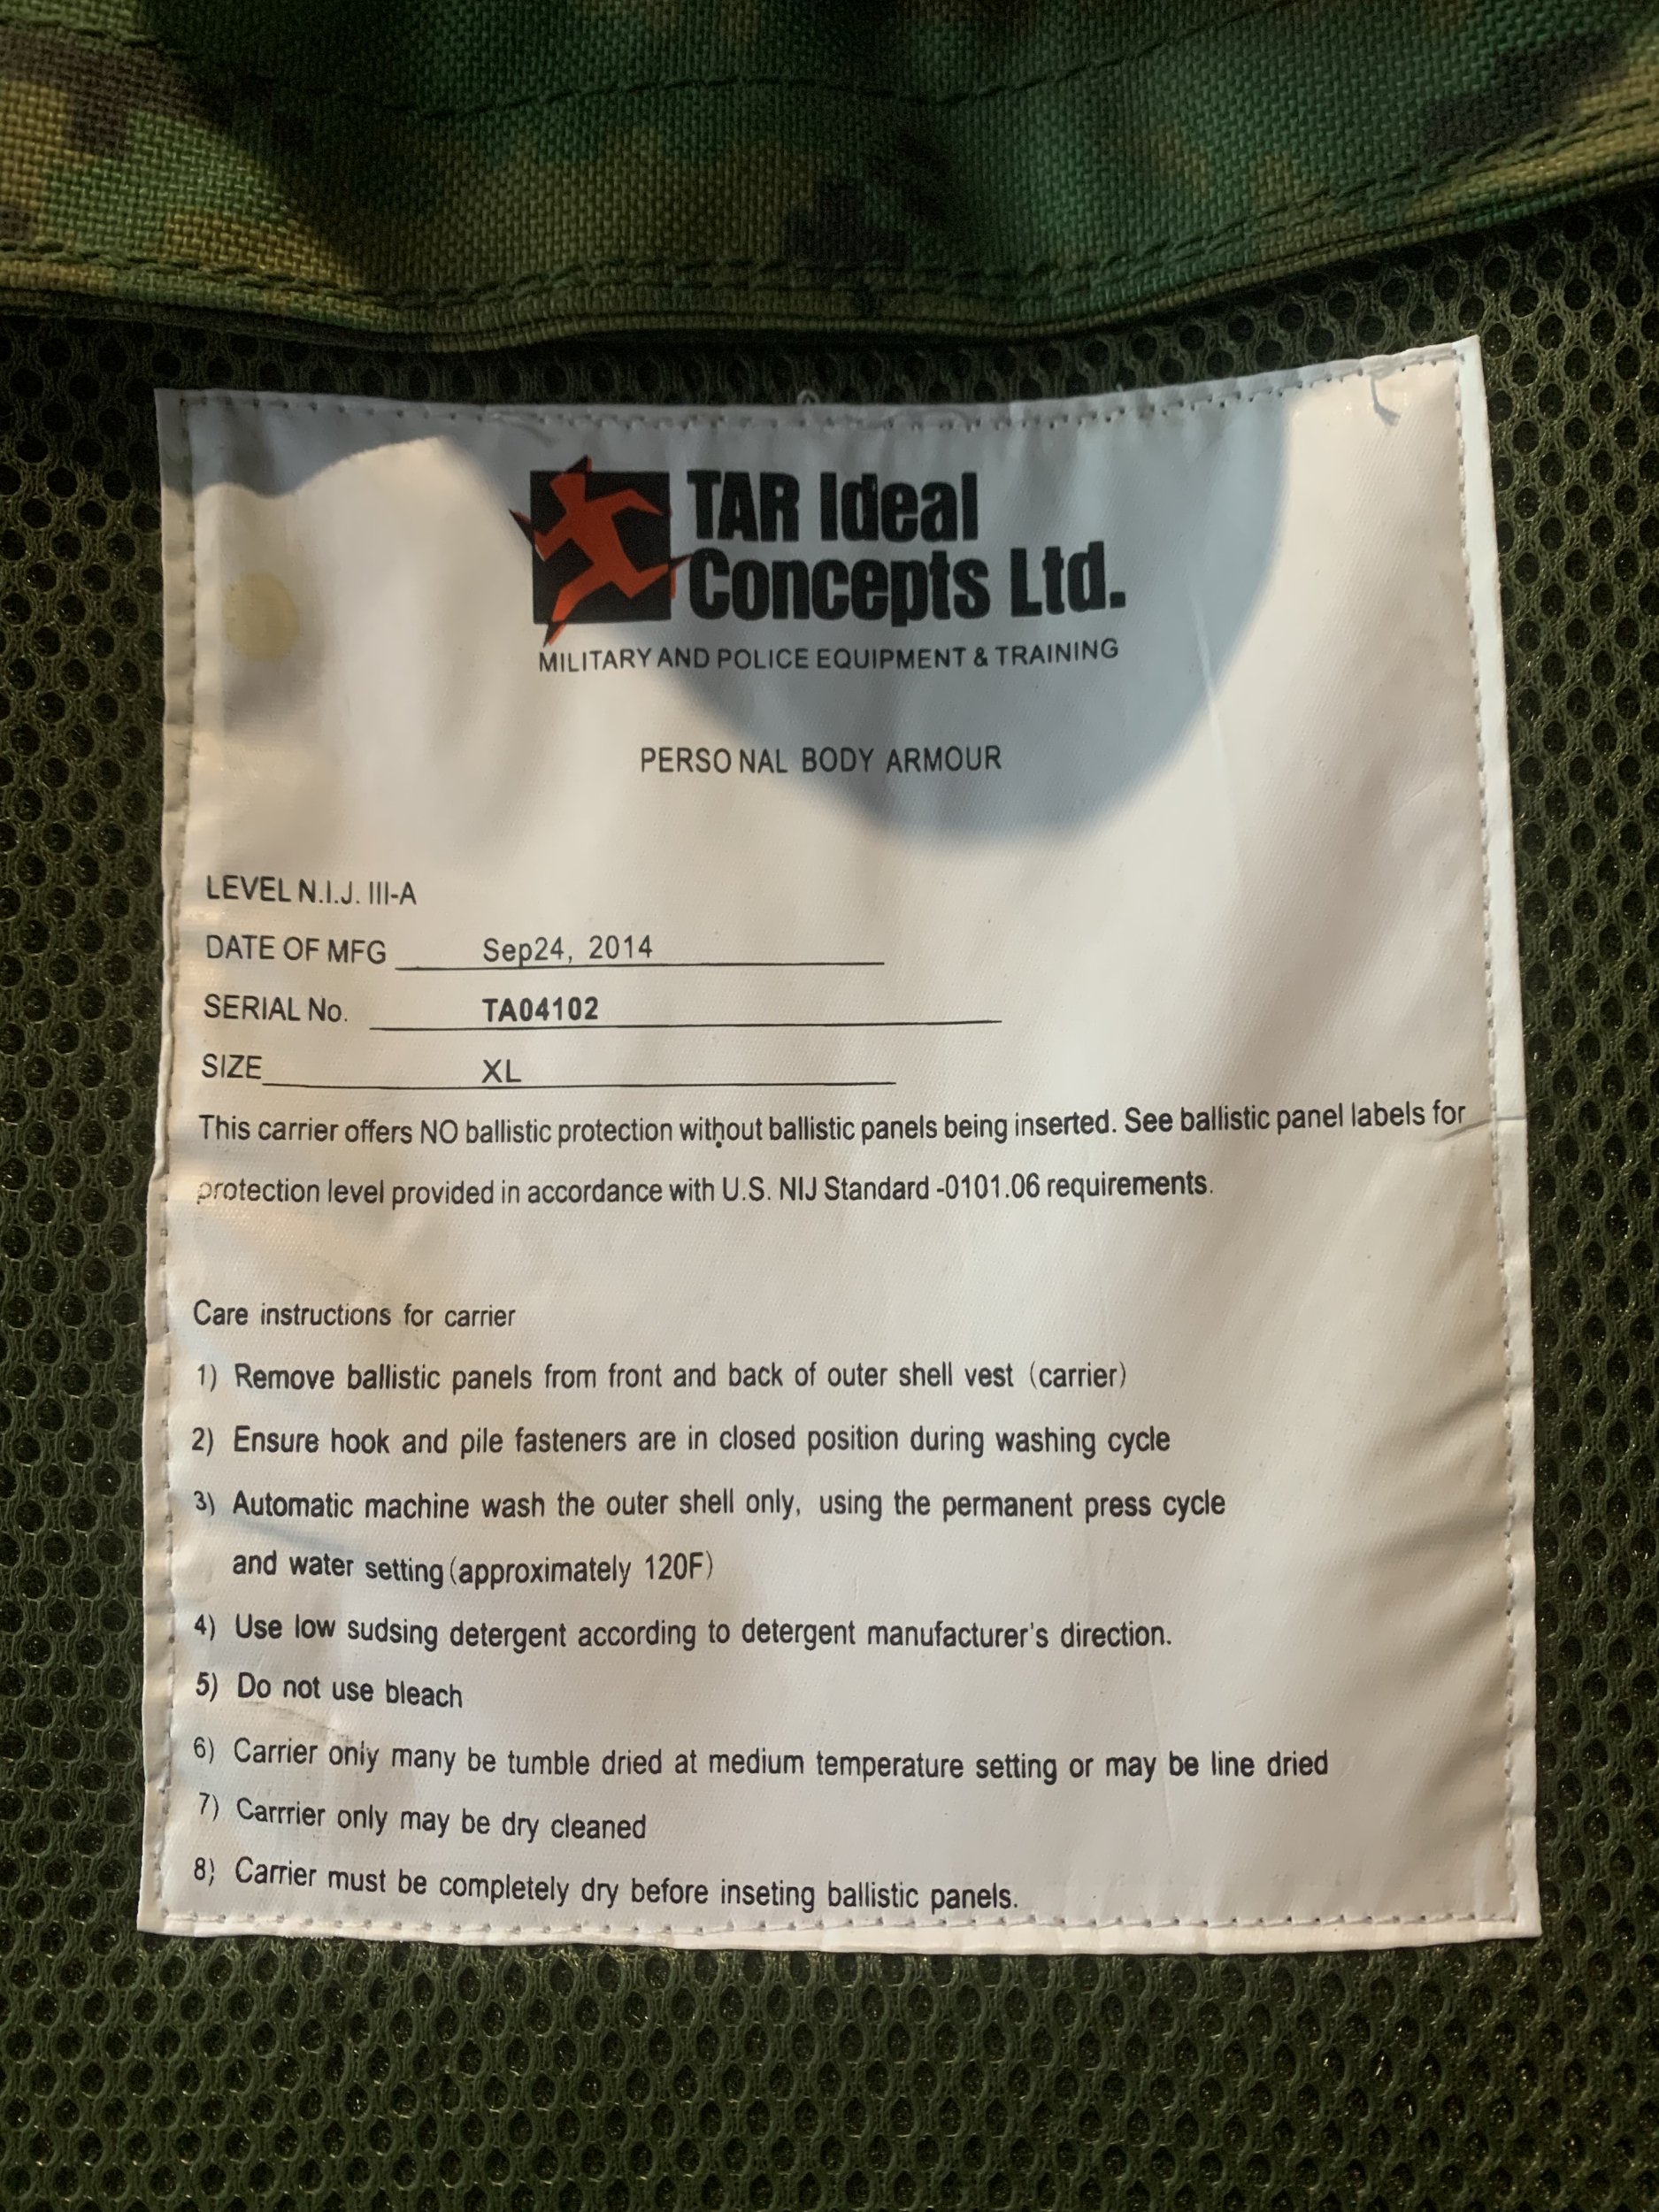 TAR Ideal
Concepts Ltd.
MILITARY AND POLICE EQUIPMENT & TRAINING
PERSO NAL BODY ARMOUR
LEVEL N.I.J. III-A
DATE OF MFG Sep24, 2014
SERIAL No. TA04102
SIZE XL
This carrier offers NO ballistic protection without ballistic panels being inserted. See ballistic panel labels for
protection level provided in accordance with U.S. NIJ Standard -0101.06 requirements.
Care instructions for carrier
1) Remove ballistic panels from front and back of outer shell vest (carrier)
2) Ensure hook and pile fasteners are in closed position during washing cycle
3) Automatic machine wash the outer shell only, using the permanent press cycle
and water setting (approximately 120F)
4) Use low sudsing detergent according to detergent manufacturer's direction.
5) Do not use bleach
6) Carrier only many be tumble dried at medium temperature setting or may be line dried
7) Carrrier only may be dry cleaned
8) Carrier must be completely dry before inseting ballistic panels.